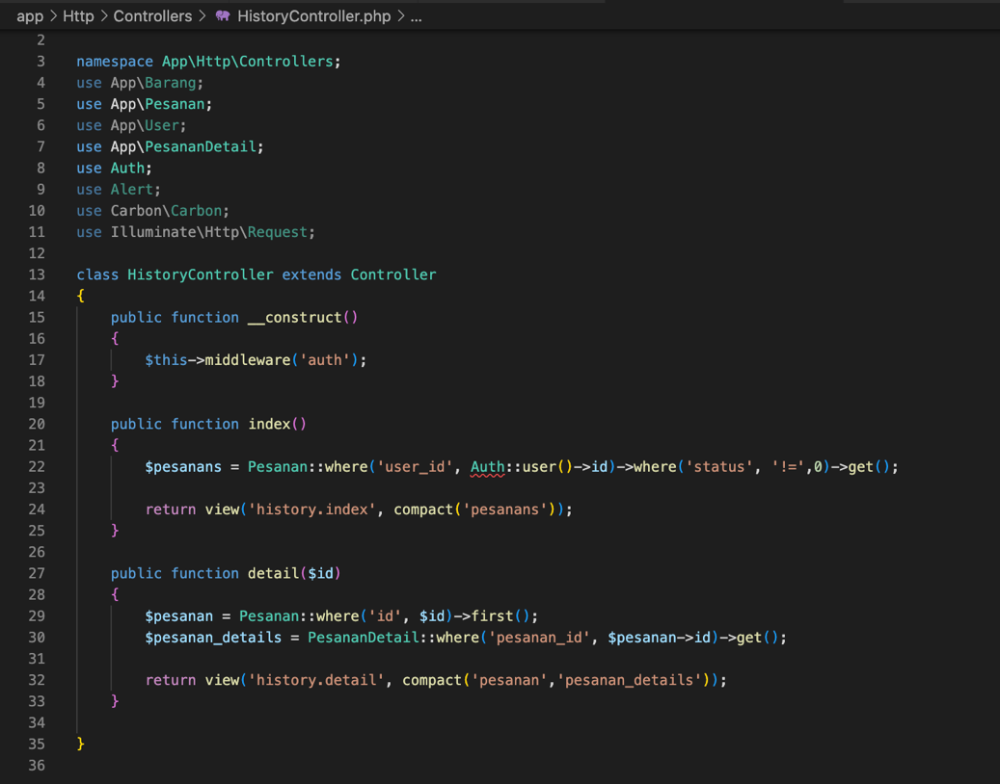 app > Http > Controllers > HistoryController.php > ...
2
3 namespace App\Http\Controllers;
4 use App\Barang;
5 use App\Pesanan;
6 use App\User;
7 use App\PesananDetail;
8 use Auth;
9 use Alert;
10 use Carbon\Carbon;
11 use Illuminate\Http\Request;
12
13 class HistoryController extends Controller
14 {
15     public function __construct()
16     {
17         $this->middleware('auth');
18     }
19
20     public function index()
21     {
22         $pesanans = Pesanan::where('user_id', Auth::user()->id)->where('status', '!=',0)->get();
23
24         return view('history.index', compact('pesanans'));
25     }
26
27     public function detail($id)
28     {
29         $pesanan = Pesanan::where('id', $id)->first();
30         $pesanan_details = PesananDetail::where('pesanan_id', $pesanan->id)->get();
31
32         return view('history.detail', compact('pesanan','pesanan_details'));
33     }
34
35 }
36